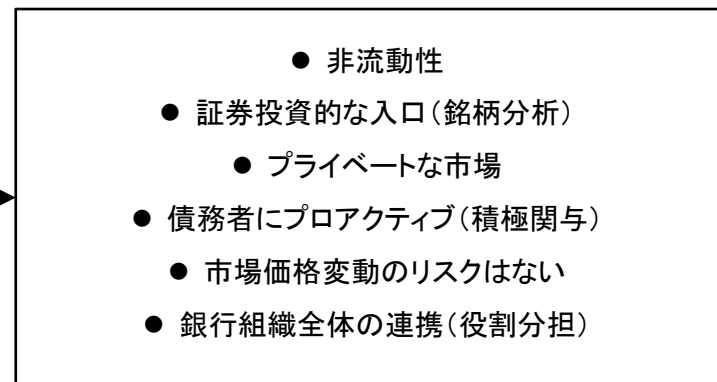 ● 非流動性
● 証券投資的な入口（銘柄分析）
● プライベートな市場
● 債務者にプロアクティブ（積極関与）
● 市場価格変動のリスクはない
● 銀行組織全体の連携（役割分担）